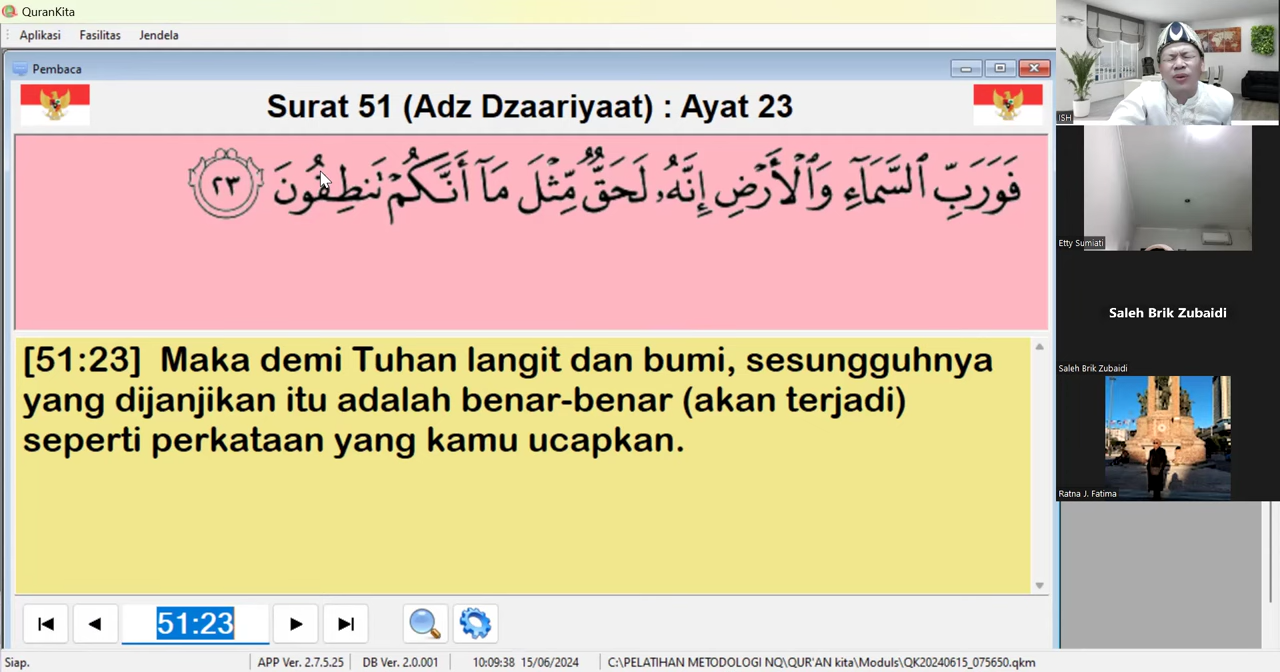 QuranKita
Aplikasi Fasilitas Jendela
Pembaca
Surat 51 (Adz Dzaariyaat) : Ayat 23
فَوَرَبِّ ٱلسَّمَآءِ وَٱلْأَرْضِ إِنَّهُۥ لَحَقٌّ مِّثْلَ مَآ أَنَّكُمْ تَنطِقُونَ ٢٣
[51:23] Maka demi Tuhan langit dan bumi, sesungguhnya
yang dijanjikan itu adalah benar-benar (akan terjadi)
seperti perkataan yang kamu ucapkan.
51:23
Siap. APP Ver. 2.7.5.25 DB Ver. 2.0.001 10:09:38 15/06/2024 C:\PELATIHAN METODOLOGI NQ\QUR'AN kita\Moduls\QK20240615_075650.qkm
ISH
Etty Sumiati
Saleh Brik Zubaidi
Saleh Brik Zubaidi
Ratna J. Fatima